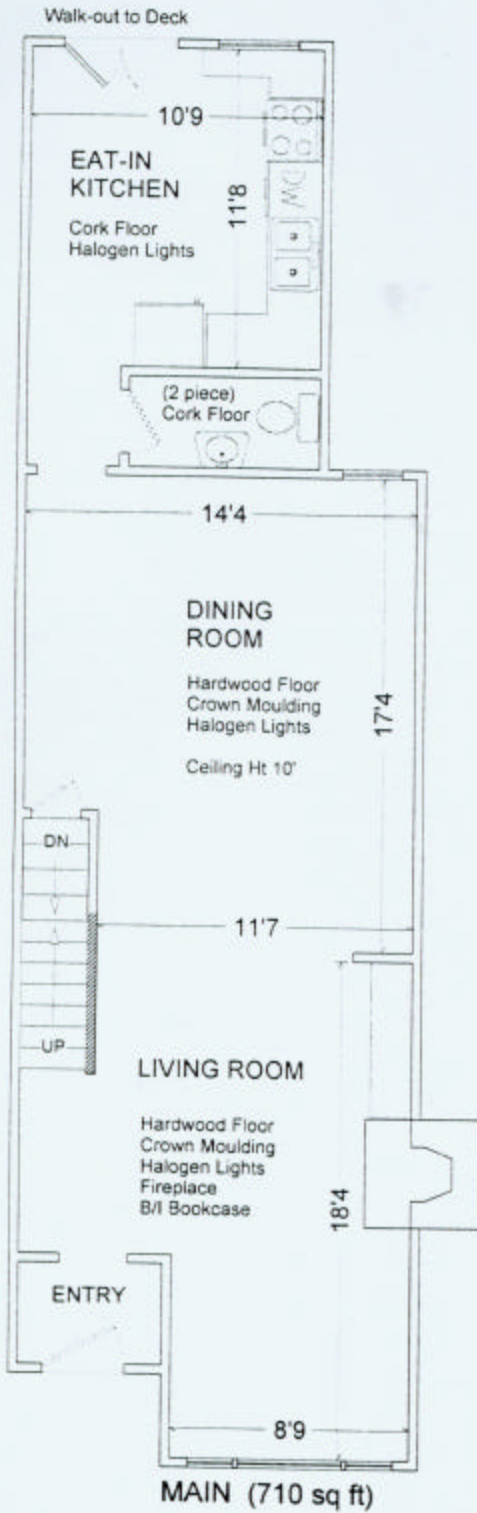 Walk-out to Deck
10'9
EAT-IN
KITCHEN
11'8
DW
Cork Floor
Halogen Lights
(2 piece)
Cork Floor
14'4
DINING
ROOM
Hardwood Floor
Crown Moulding
Halogen Lights
17'4
Ceiling Ht 10'
DN
11'7
UP
LIVING ROOM
Hardwood Floor
Crown Moulding
Halogen Lights
Fireplace
B/I Bookcase
18'4
ENTRY
8'9
MAIN (710 sq ft)